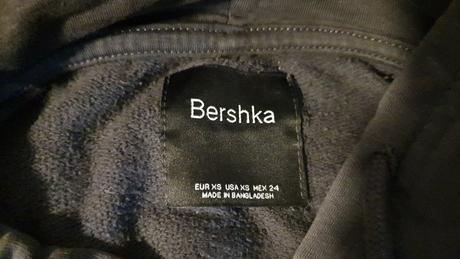 Bershka
EUR XS USA XS MEX 24
MADE IN BANGLADESH